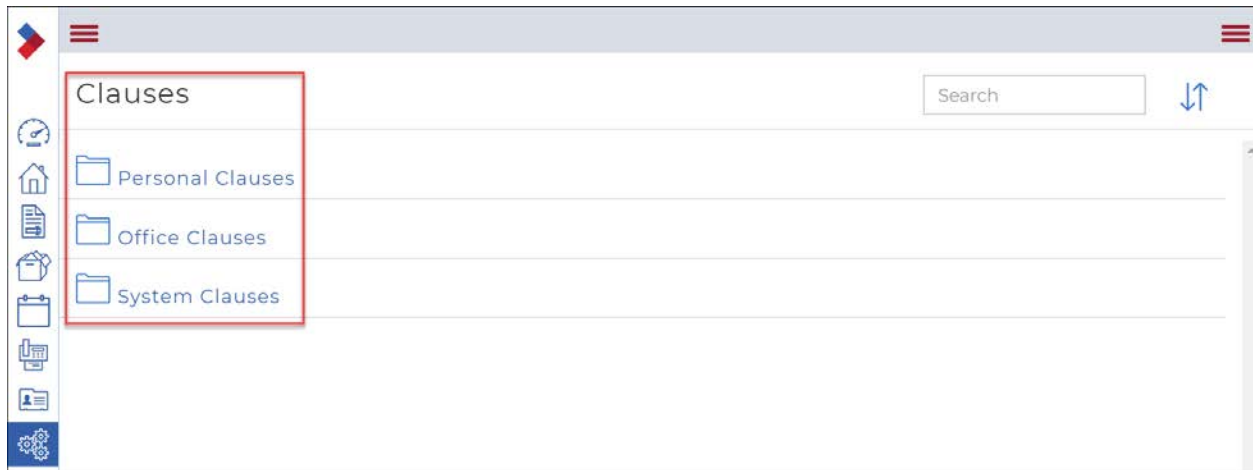 Clauses
Search
Personal Clauses
Office Clauses
System Clauses